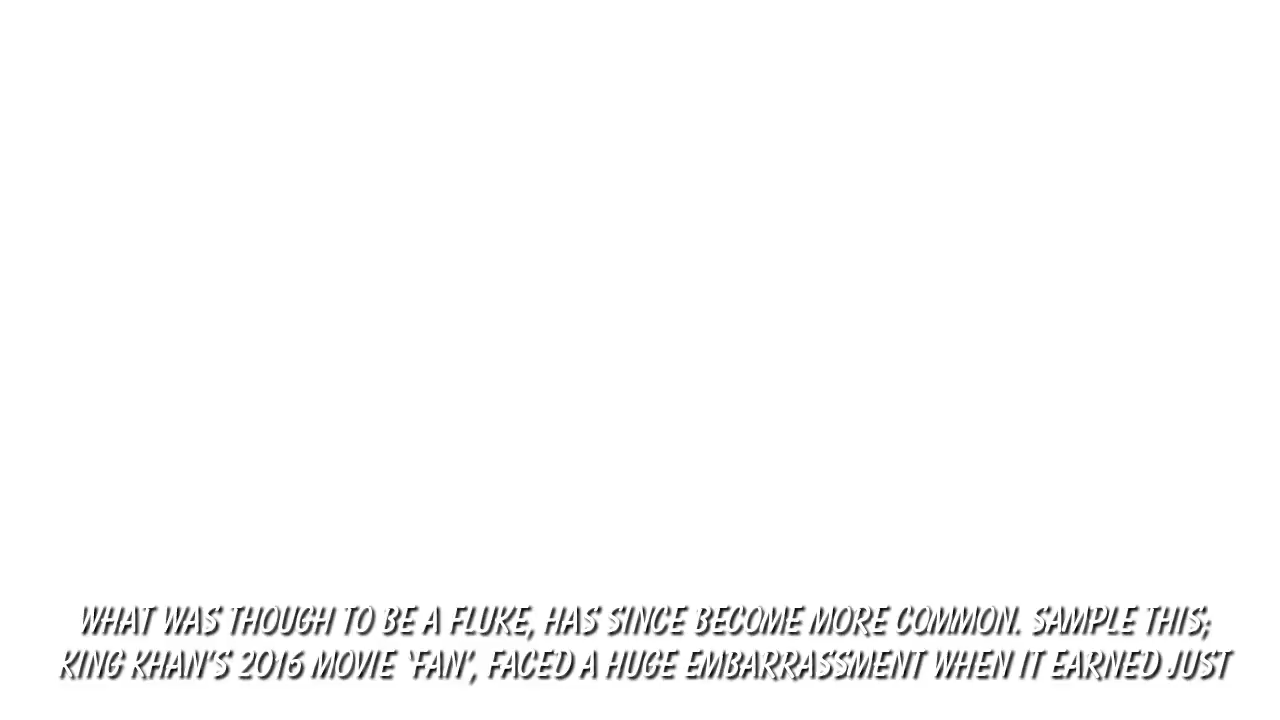 WHAT WAS THOUGH TO BE A FLUKE, HAS SINCE BECOME MORE COMMON. SAMPLE THIS;
KING KHAN'S 2016 MOVIE 'FAN', FACED A HUGE EMBARRASSMENT WHEN IT EARNED JUST